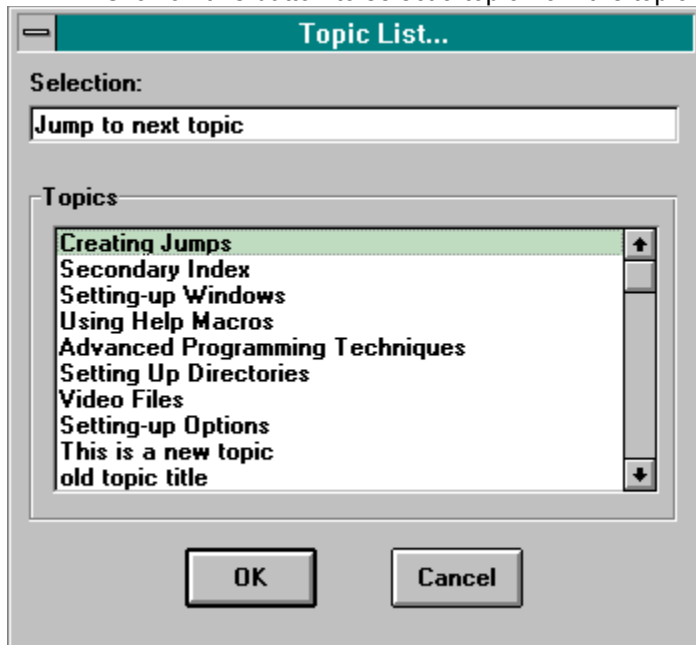 Topic List...
Selection:
Jump to next topic
Topics
Creating Jumps
Secondary Index
Setting-up Windows
Using Help Macros
Advanced Programming Techniques
Setting Up Directories
Video Files
Setting-up Options
This is a new topic
old topic title
OK
Cancel